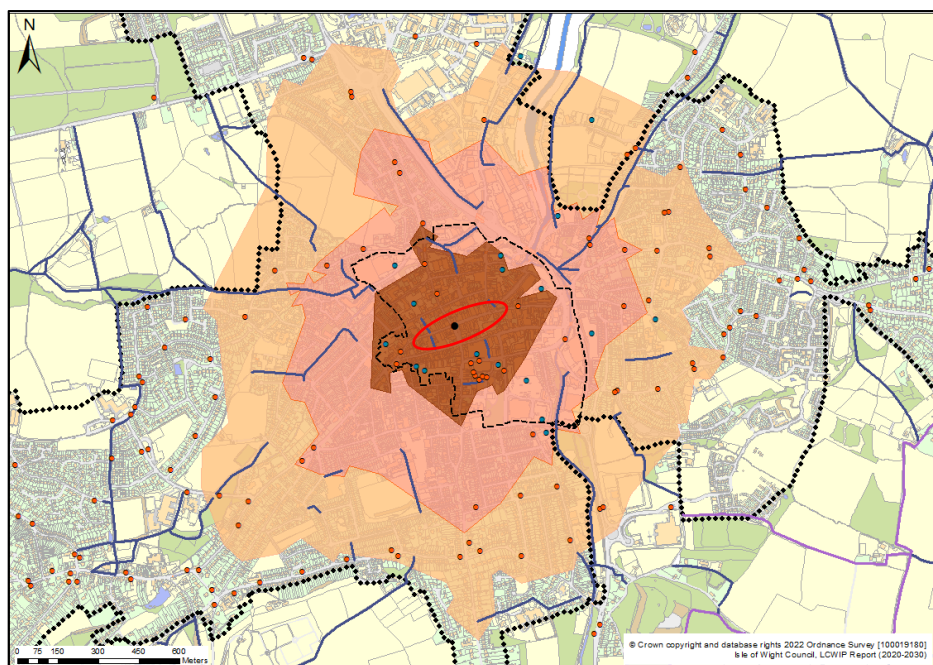 N
0 75 150 300 450 600
Meters
© Crown copyright and database rights 2022 Ordnance Survey [100019180]
Isle of Wight Council, LCWIP Report (2020-2030)